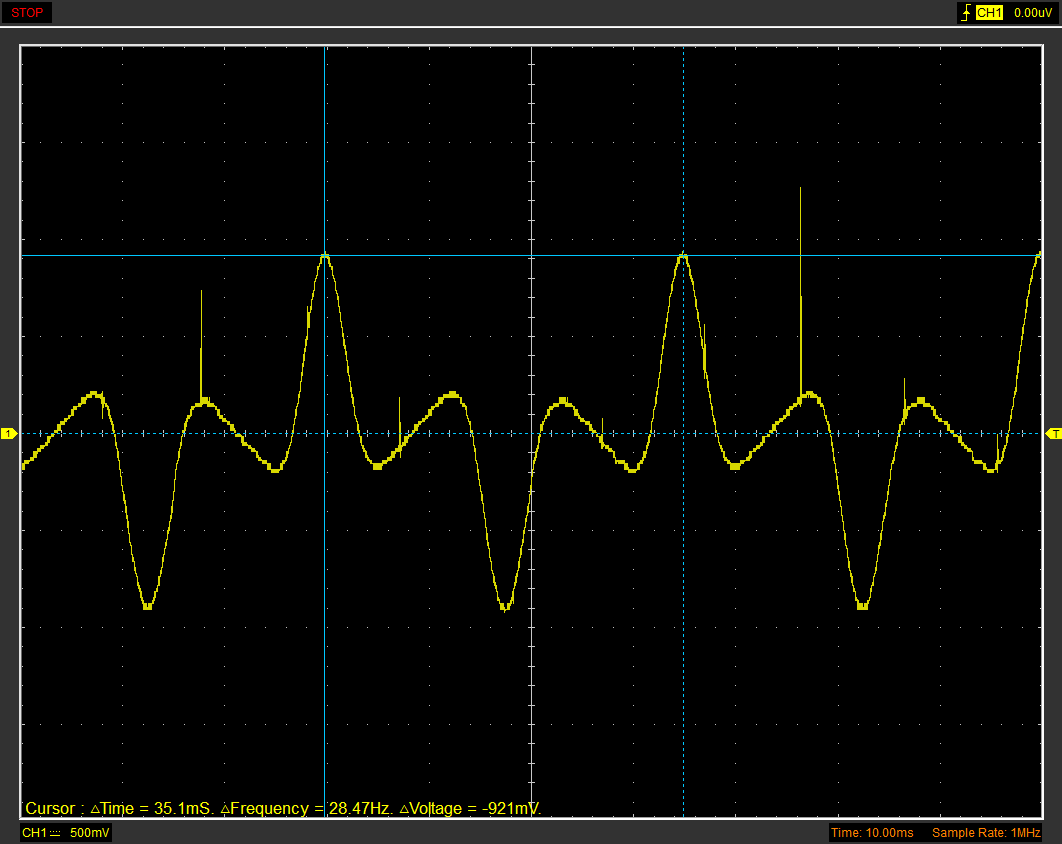 STOP
CH1 0.00uV
1
T
Cursor : △Time = 35.1mS. △Frequency = 28.47Hz. △Voltage = -921mV.
CH1 500mV
Time: 10.00ms Sample Rate: 1MHz